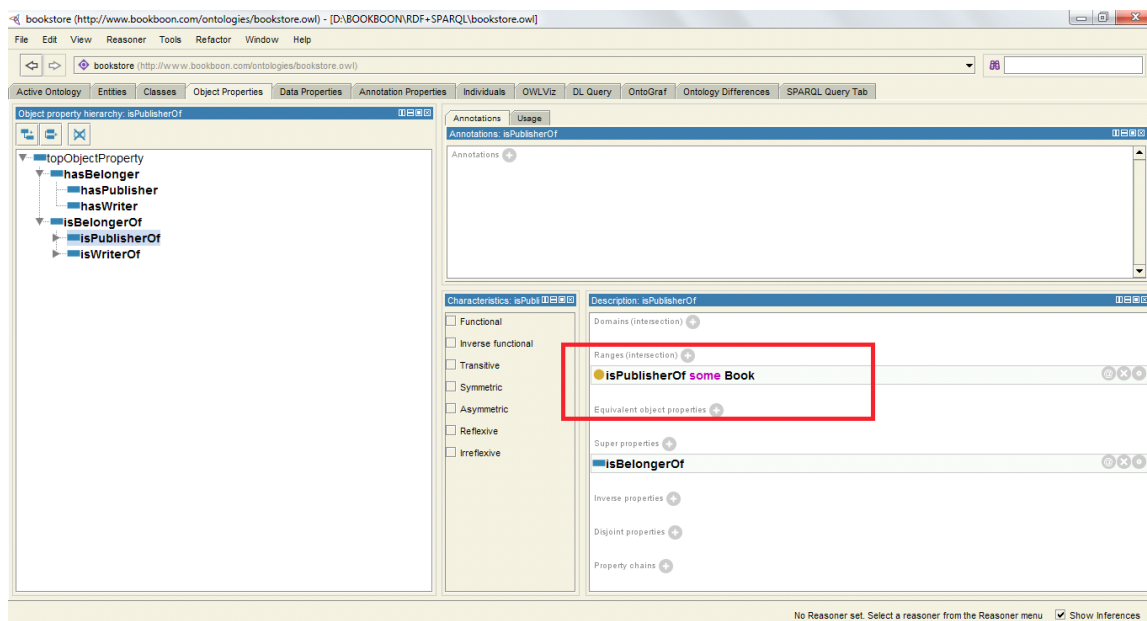 bookstore (http://www.bookboon.com/ontologies/bookstore.owl) - [D:\BOOKBOON\RDF+SPARQL\bookstore.owl]
File Edit View Reasoner Tools Refactor Window Help
bookstore (http://www.bookboon.com/ontologies/bookstore.owl)
Active Ontology Entities Classes Object Properties Data Properties Annotation Properties Individuals OWLViz DL Query OntoGraf Ontology Differences SPARQL Query Tab
Object property hierarchy: isPublisherOf
topObjectProperty
hasBelonger
hasPublisher
hasWriter
isBelongerOf
isPublisherOf
isWriterOf
Annotations Usage
Annotations: isPublisherOf
Annotations
Characteristics: isPubli
Functional
Inverse functional
Transitive
Symmetric
Asymmetric
Reflexive
Irreflexive
Description: isPublisherOf
Domains (intersection)
Ranges (intersection)
isPublisherOf some Book
Equivalent object properties
Super properties
isBelongerOf
Inverse properties
Disjoint properties
Property chains
No Reasoner set. Select a reasoner from the Reasoner menu Show Inferences